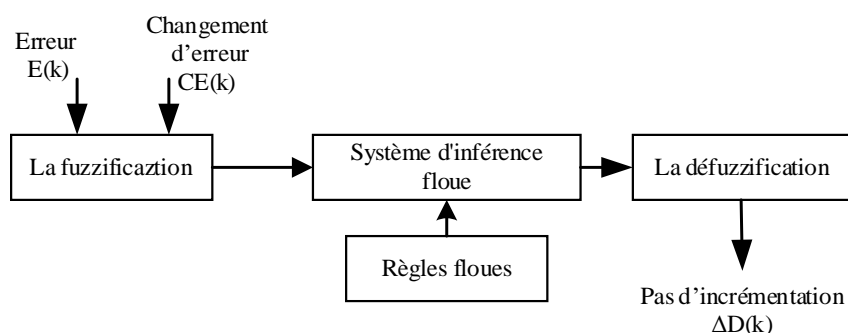 Erreur
E(k)
Changement
d’erreur
CE(k)
La fuzzificaztion
Système d'inférence
floue
La défuzzification
Règles floues
Pas d’incrémentation
ΔD(k)